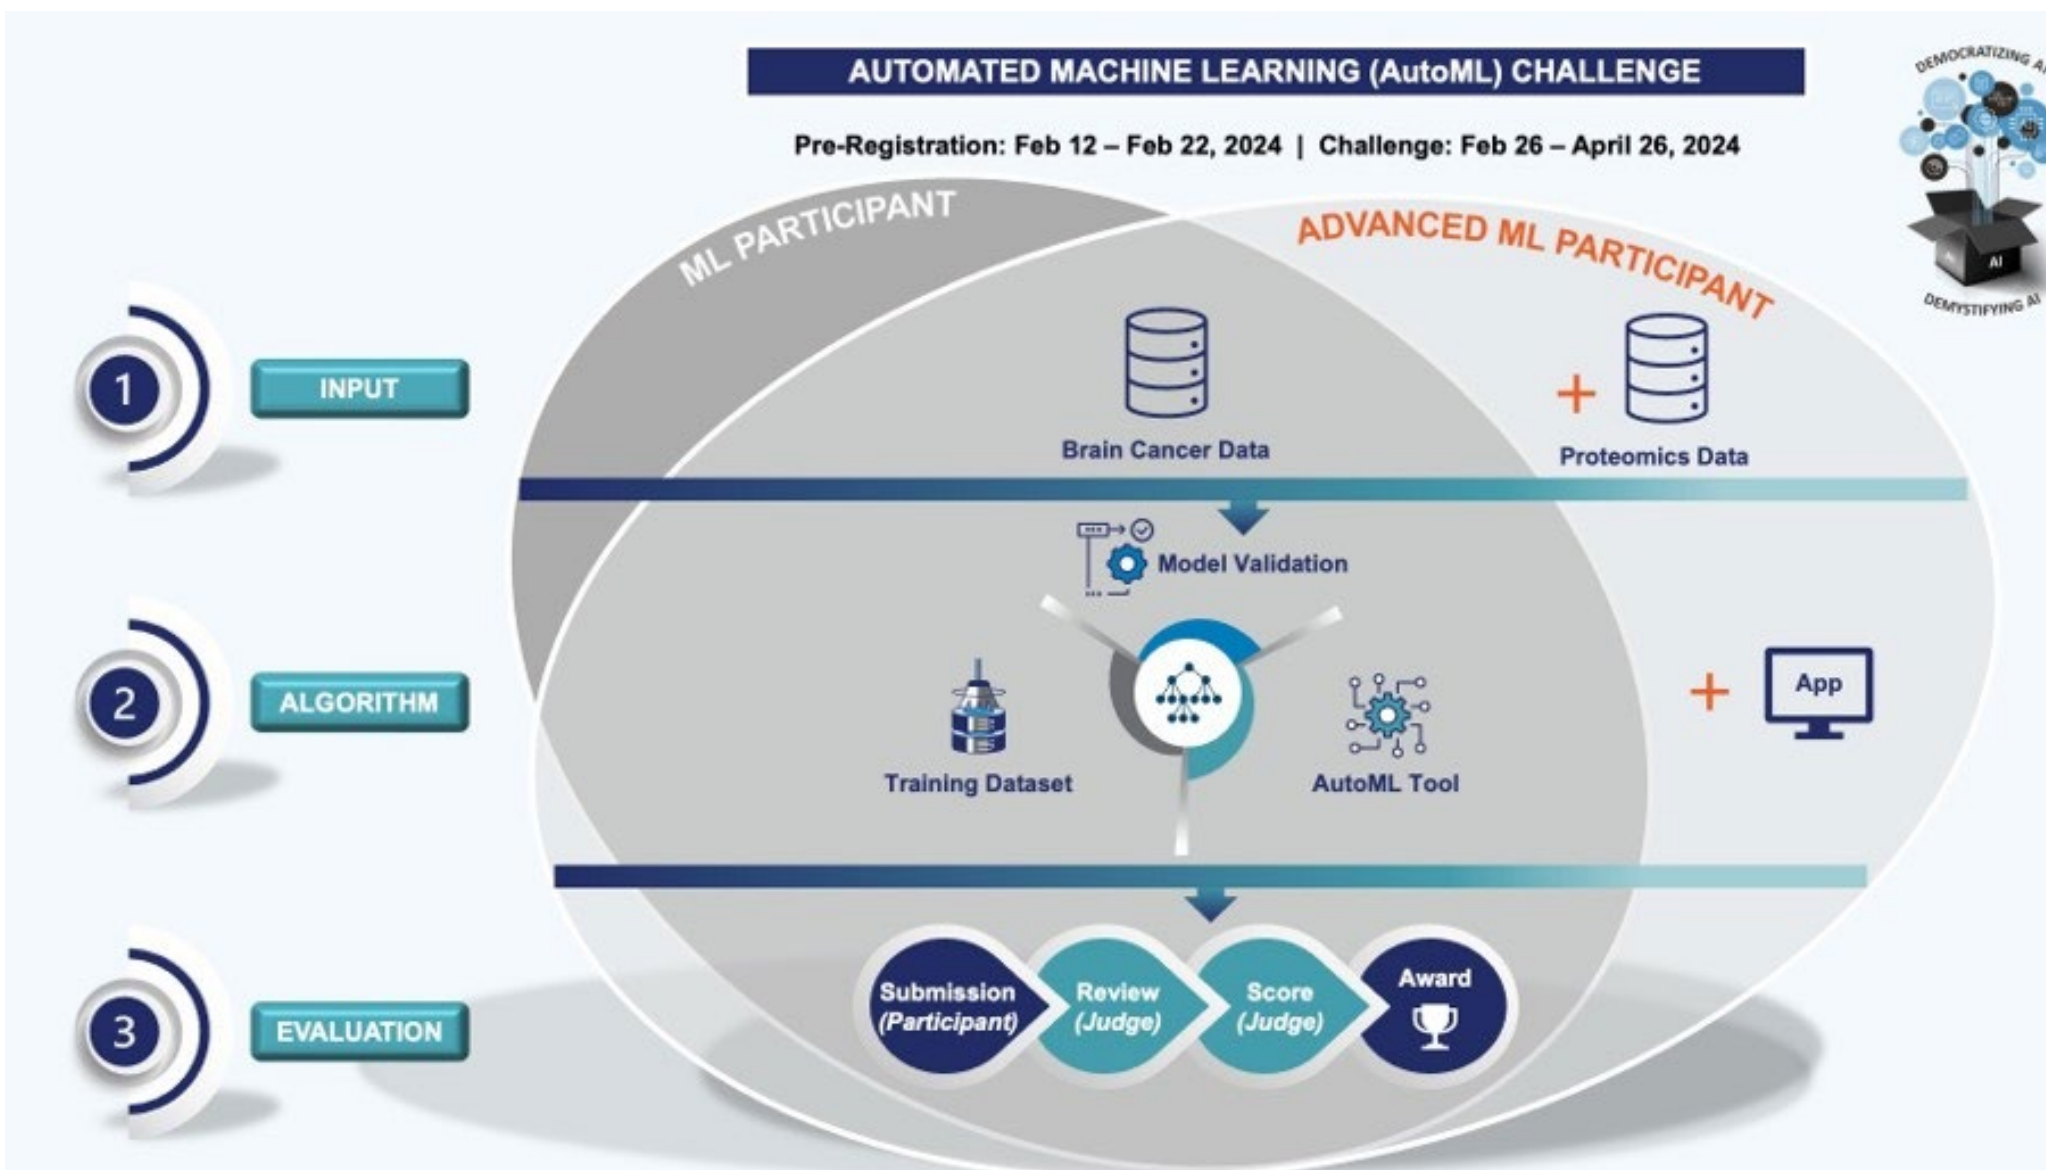 AUTOMATED MACHINE LEARNING (AutoML) CHALLENGE
DEMOCRATIZING AI
Pre-Registration: Feb 12 – Feb 22, 2024 | Challenge: Feb 26 – April 26, 2024
ML PARTICIPANT
ADVANCED ML PARTICIPANT
AI
DEMYSTIFYING AI
1
INPUT
+
Brain Cancer Data
Proteomics Data
Model Validation
2
ALGORITHM
+
App
Training Dataset
AutoML Tool
3
EVALUATION
Submission
(Participant)
Review
(Judge)
Score
(Judge)
Award